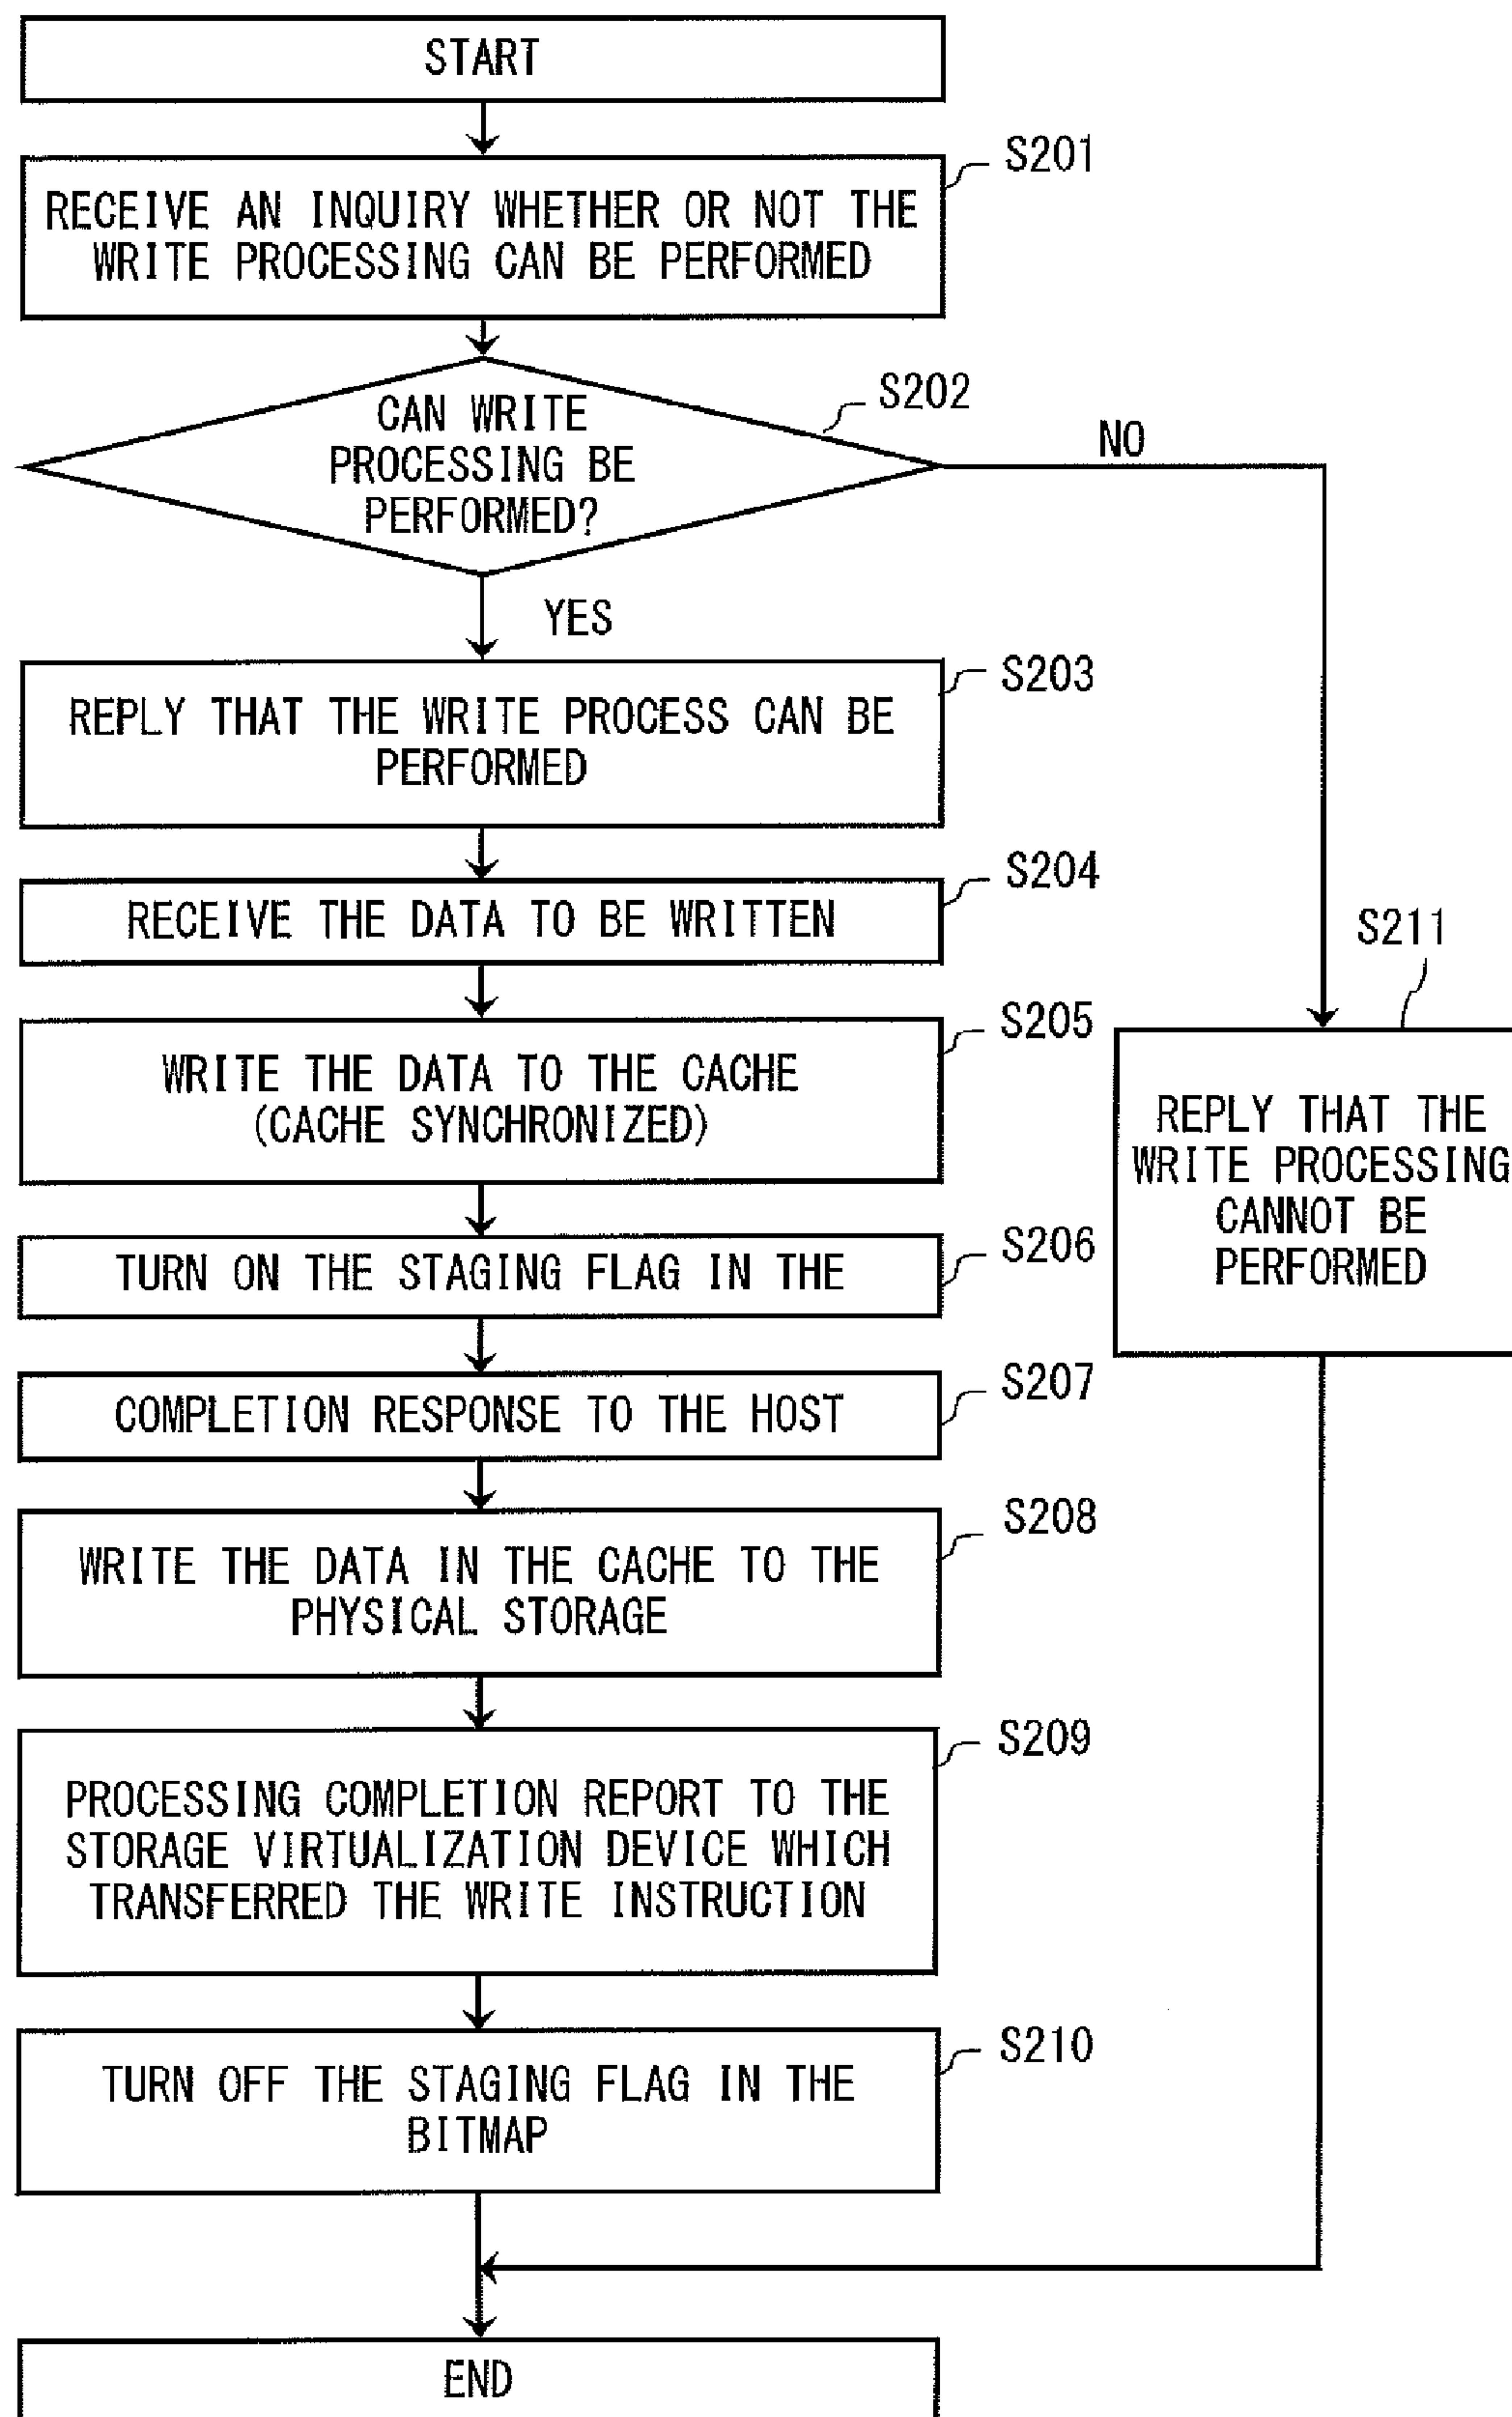 START
S201
RECEIVE AN INQUIRY WHETHER OR NOT THE
WRITE PROCESSING CAN BE PERFORMED
S202
CAN WRITE
PROCESSING BE
PERFORMED?
NO
YES
S203
REPLY THAT THE WRITE PROCESS CAN BE
PERFORMED
S204
RECEIVE THE DATA TO BE WRITTEN
S211
REPLY THAT THE
WRITE PROCESSING
CANNOT BE
PERFORMED
S205
WRITE THE DATA TO THE CACHE
(CACHE SYNCHRONIZED)
S206
TURN ON THE STAGING FLAG IN THE
S207
COMPLETION RESPONSE TO THE HOST
S208
WRITE THE DATA IN THE CACHE TO THE
PHYSICAL STORAGE
S209
PROCESSING COMPLETION REPORT TO THE
STORAGE VIRTUALIZATION DEVICE WHICH
TRANSFERRED THE WRITE INSTRUCTION
S210
TURN OFF THE STAGING FLAG IN THE
BITMAP
END